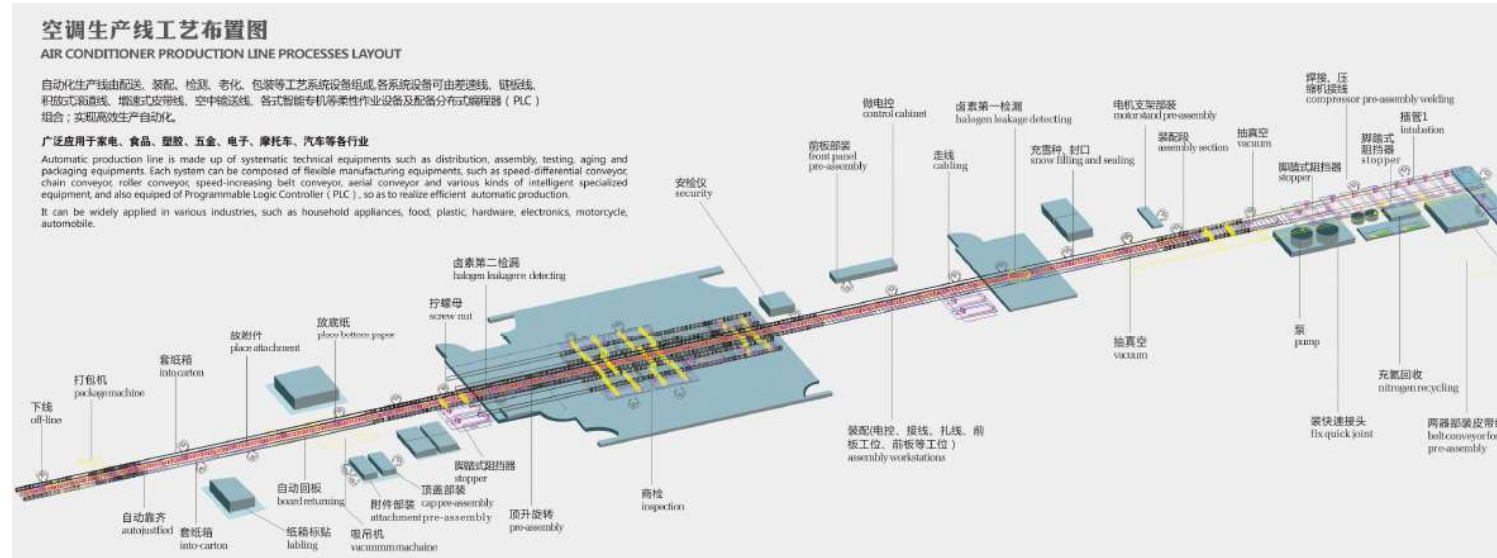 空调生产线工艺布置图
AIR CONDITIONER PRODUCTION LINE PROCESSES LAYOUT
自动化生产线由配送、装配、检测、老化、包装等工艺系统设备组成,各系统设备可由差速线、链板线、
积放式滚道线、增速式皮带线、空中输送线、各式智能专机等柔性作业设备及配备分布式编程器（PLC）
组合；实现高效生产自动化。
广泛应用于家电、食品、塑胶、五金、电子、摩托车、汽车等各行业
Automatic production line is made up of systematic technical equipments such as distribution, assembly, testing, aging and
packaging equipments. Each system can be composed of flexible manufacturing equipments, such as speed-differential conveyor,
chain conveyor, roller conveyor, speed-increasing belt conveyor, aerial conveyor and various kinds of intelligent specialized
equipment, and also equiped of Programmable Logic Controller ( PLC ) , so as to realize efficient automatic production.
It can be widely applied in various industries, such as household appliances, food, plastic, hardware, electronics, motorcycle,
automobile.
焊接、压
缩机接线
compressor pre-assembly welding
插管1
intubation
脚踏式
阻挡器
stopper
脚踏式阻挡器
stopper
抽真空
vacuum
装配段
assembly section
电机支架部装
motor stand pre-assembly
充雪种、封口
snow filling and sealing
卤素第一检漏
halogen leakage detecting
走线
cabling
做电控
control cabinet
前板部装
front panel
pre-assembly
安检仪
security
卤素第二检漏
halogen leakagere detecting
拧螺母
screw nut
放底纸
place bottom paper
放附件
place attachment
套纸箱
into carton
打包机
package machine
下线
off-line
自动靠齐
autojustfied
套纸箱
into-carton
纸箱标贴
labling
自动回板
board returning
吸吊机
vacunmm machaine
附件部装
attachment pre-assembly
顶盖部装
cap pre-assembly
脚踏式阻挡器
stopper
顶升旋转
pre-assembly
商检
inspection
装配(电控、接线、扎线、前
板工位、前板等工位）
assembly workstations
抽真空
vacuum
泵
pump
装快速接头
fix quick joint
充氮回收
nitrogen recycling
两器部装皮带线
belt conveyor for
pre-assembly